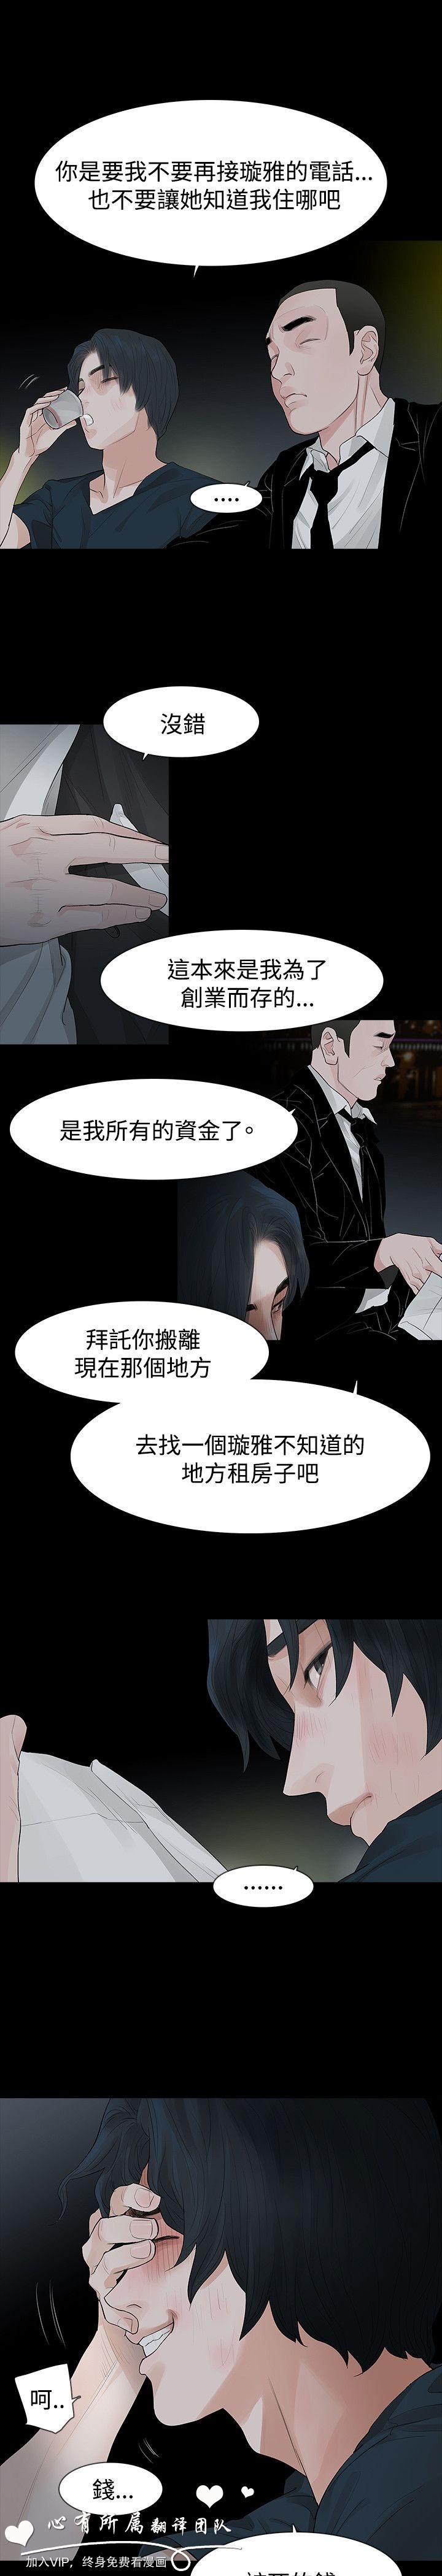 你是要我不要再接璇雅的電話...
也不要讓她知道我住哪吧
....
沒錯
這本來是我為了
創業而存的...
是我所有的資金了。
拜託你搬離
現在那個地方
去找一個璇雅不知道的
地方租房子吧
......
呵..
錢...
心有所属翻译团队
加入VIP，终身免费看漫画